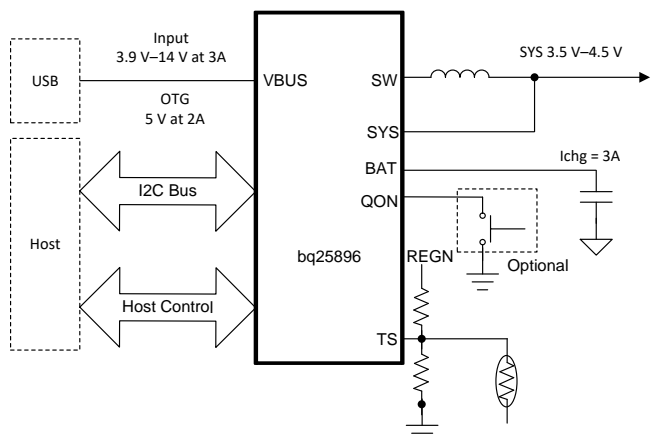 Input
3.9 V–14 V at 3A
SYS 3.5 V–4.5 V
USB
VBUS
SW
OTG
5 V at 2A
SYS
Ichg = 3A
BAT
I2C Bus
QON
Host
bq25896
REGN
Optional
Host Control
TS